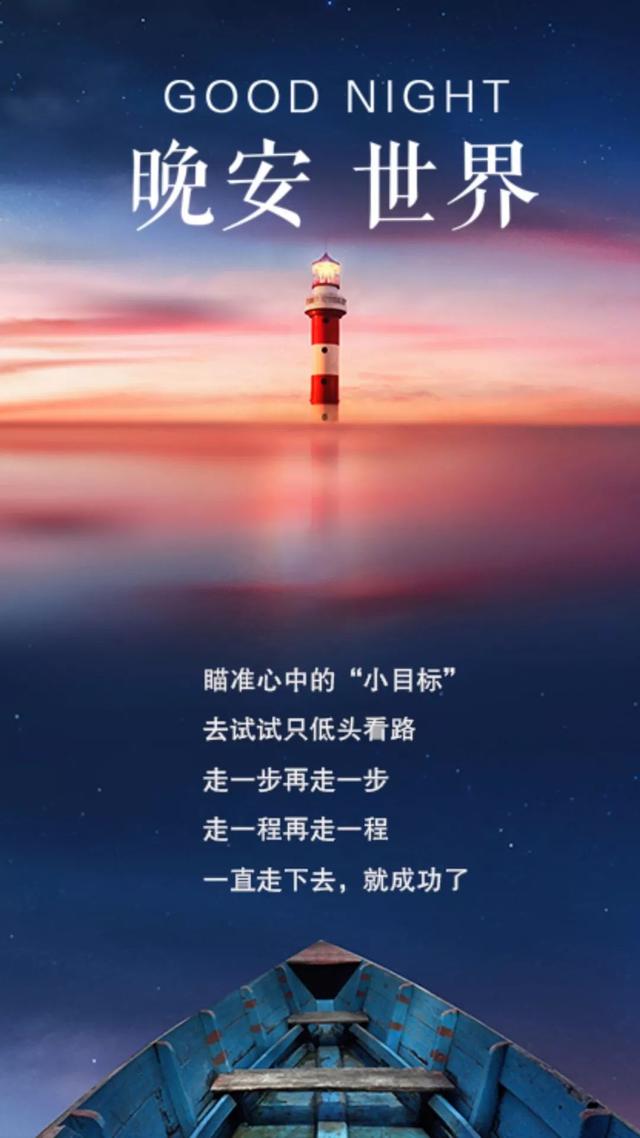 GOOD NIGHT
晚安 世界
瞄准心中的“小目标”
去试试只低头看路
走一步再走一步
走一程再走一程
一直走下去，就成功了